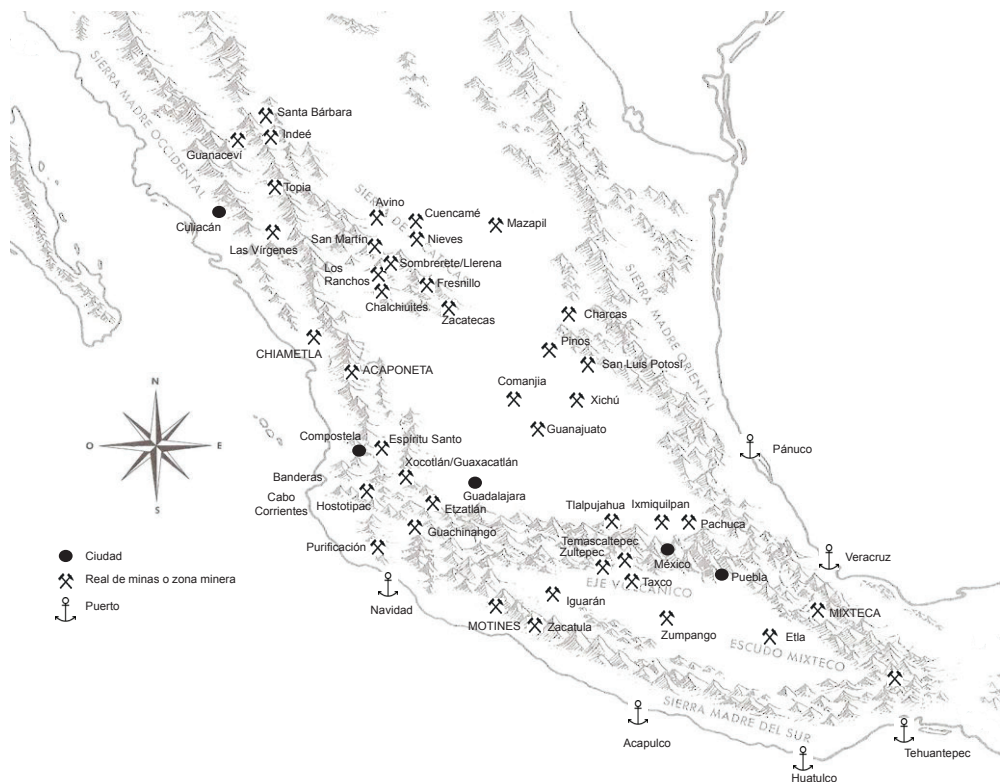 SIERRA MADRE OCCIDENTAL
Santa Bárbara
Indeé
Guanaceví
Topia
SIERRA DE
Avino
Cuencamé
Mazapil
Culiacán
Las Vírgenes
San Martín
Nieves
Sombrerete/Llerena
Los
Ranchos
Fresnillo
Chalchiuites
Zacatecas
SIERRA MADRE ORIENTAL
Charcas
CHIAMETLA
Pinos
San Luis Potosí
ACAPONETA
Comanjia
Xichú
N
O
E
S
Guanajuato
Compostela
Espíritu Santo
Pánuco
Xocotlán/Guaxacatlán
Banderas
Cabo
Corrientes
Hostotipac
Guadalajara
Etzatlán
Tlalpujahua
Ixmiquilpan
Pachuca
Guachinango
Purificación
Temascaltepec
Zultepec
México
Veracruz
Ciudad
Real de minas o zona minera
Puerto
Puebla
Taxco
EJE VOLCÁNICO
Navidad
Iguarán
MOTINES
Zacatula
Zumpango
MIXTECA
Etla
ESCUDO MIXTECO
SIERRA MADRE DEL SUR
Acapulco
Tehuantepec
Huatulco